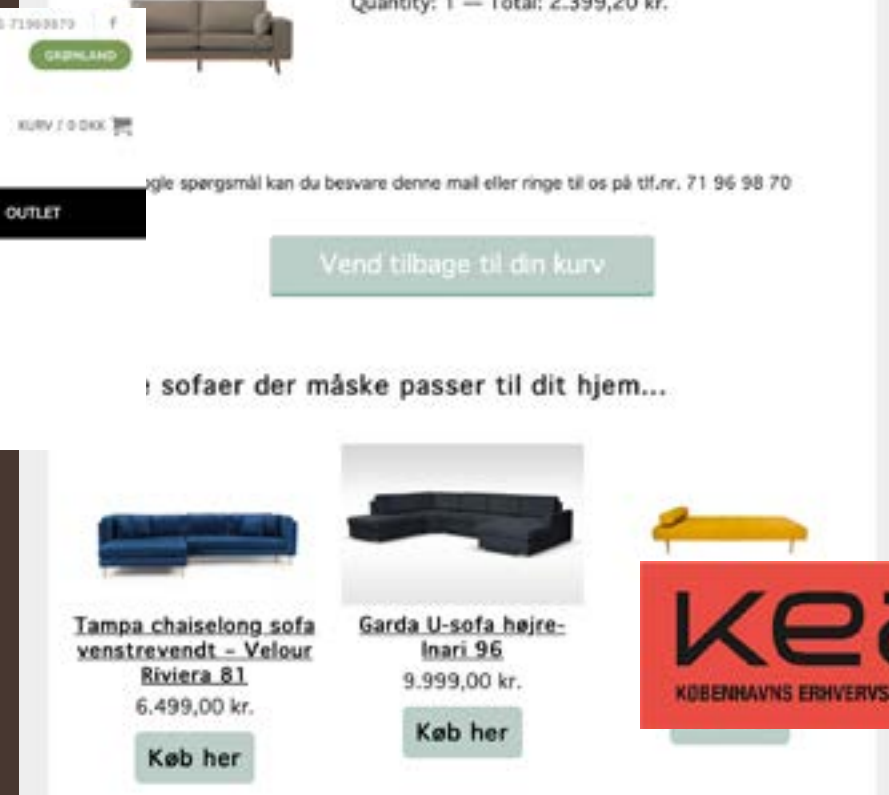 Quantity: 1 — Total: 2.399,20 kr.
71969870 f
GRØNLAND
KURV / 0 DKK
spørgsmål kan du besvare denne mail eller ringe til os på tlf.nr. 71 96 98 70
OUTLET
Vend tilbage til din kurv
sofaer der måske passer til dit hjem...
Tampa chaiselong sofa
venstrevendt – Velour
Riviera 81
6.499,00 kr.
Køb her
Garda U-sofa højre-
Inari 96
9.999,00 kr.
Køb her
kea
KØBENHAVNS ERHVERVS